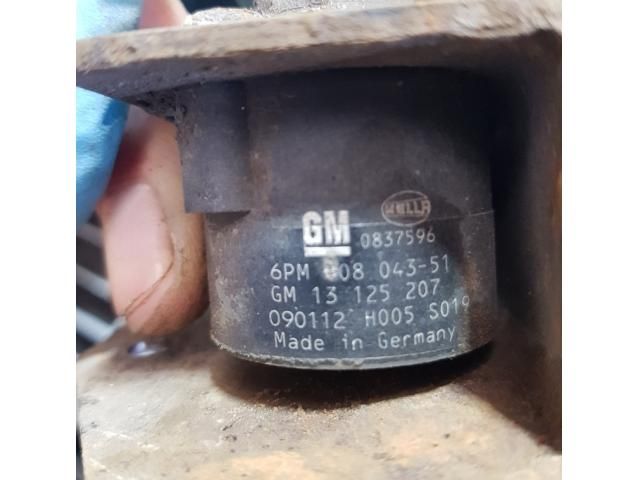 GM
HELLA
0837596
6PM 008 043-51
GM 13 125 207
090112 H005 S019
Made in Germany